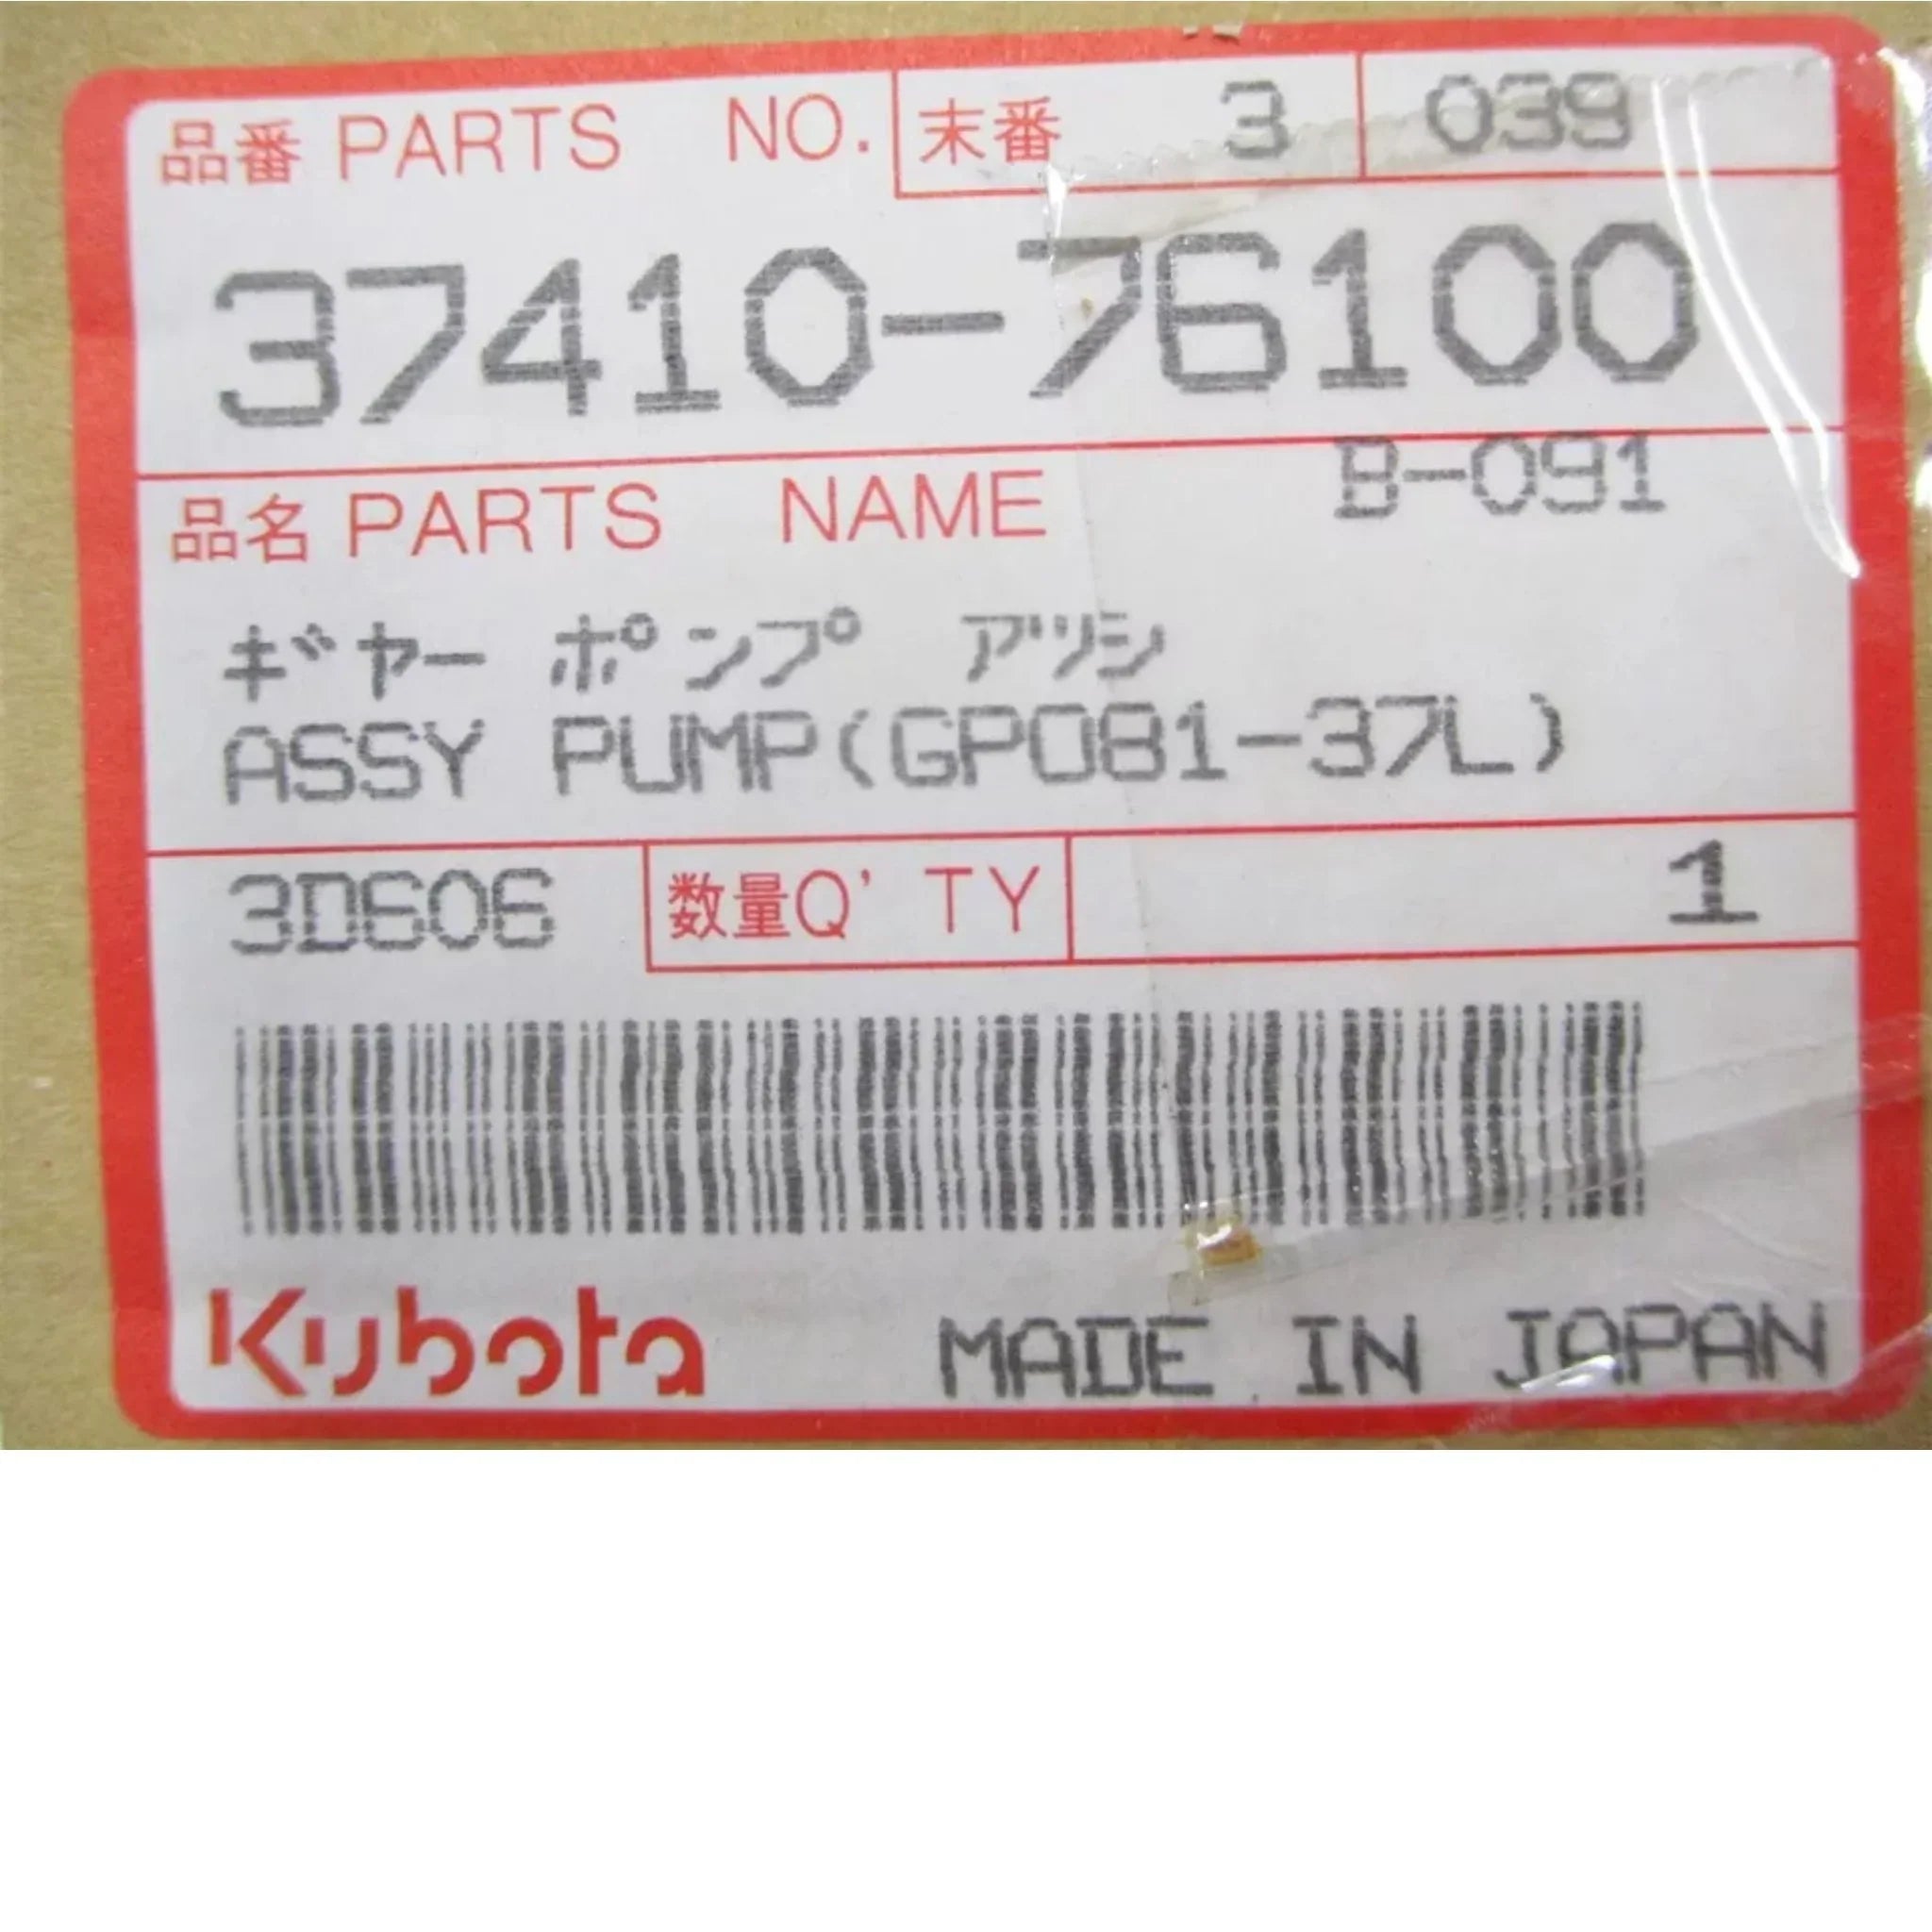 品番 PARTS NO. 末番 3 039
37410-76100
品名 PARTS NAME B-091
ギヤー ポンプ アツシ
ASSY PUMP(GP081-37L)
3D606 数量Q'TY 1
Kubota MADE IN JAPAN